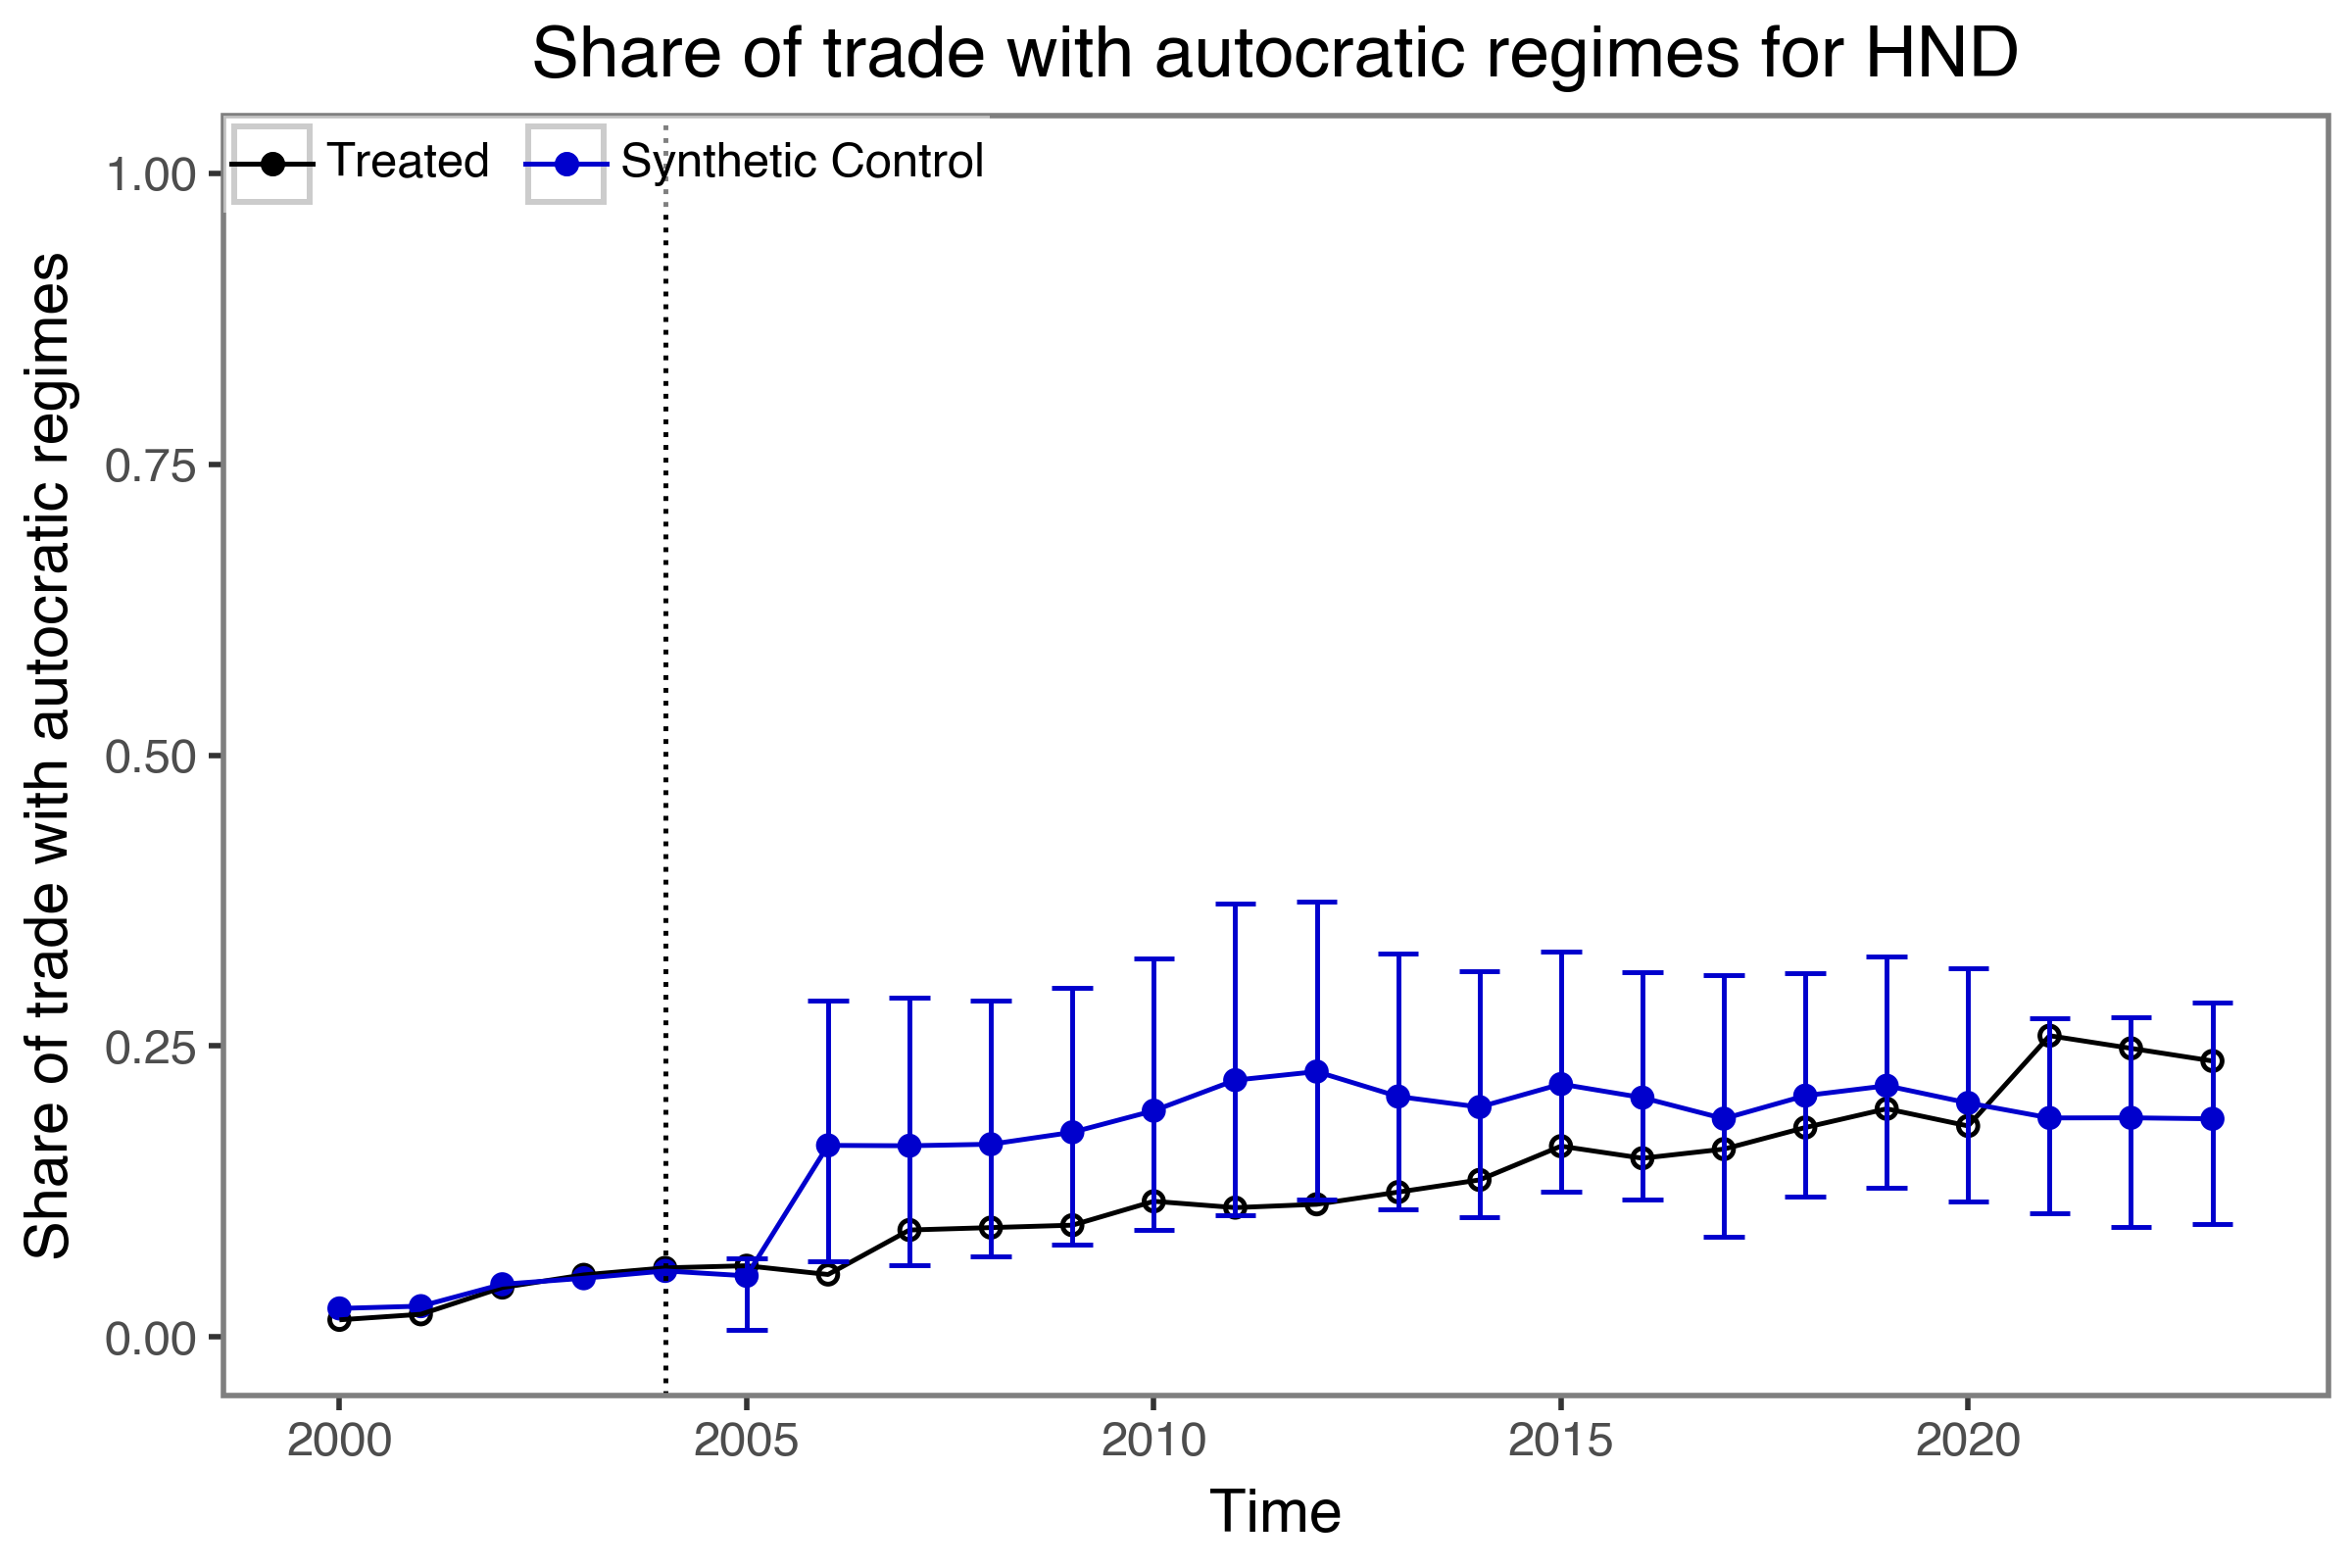 Share of trade with autocratic regimes for HND
Treated
Synthetic Control
Share of trade with autocratic regimes
1.00
0.75
0.50
0.25
0.00
2000
2005
2010
2015
2020
Time